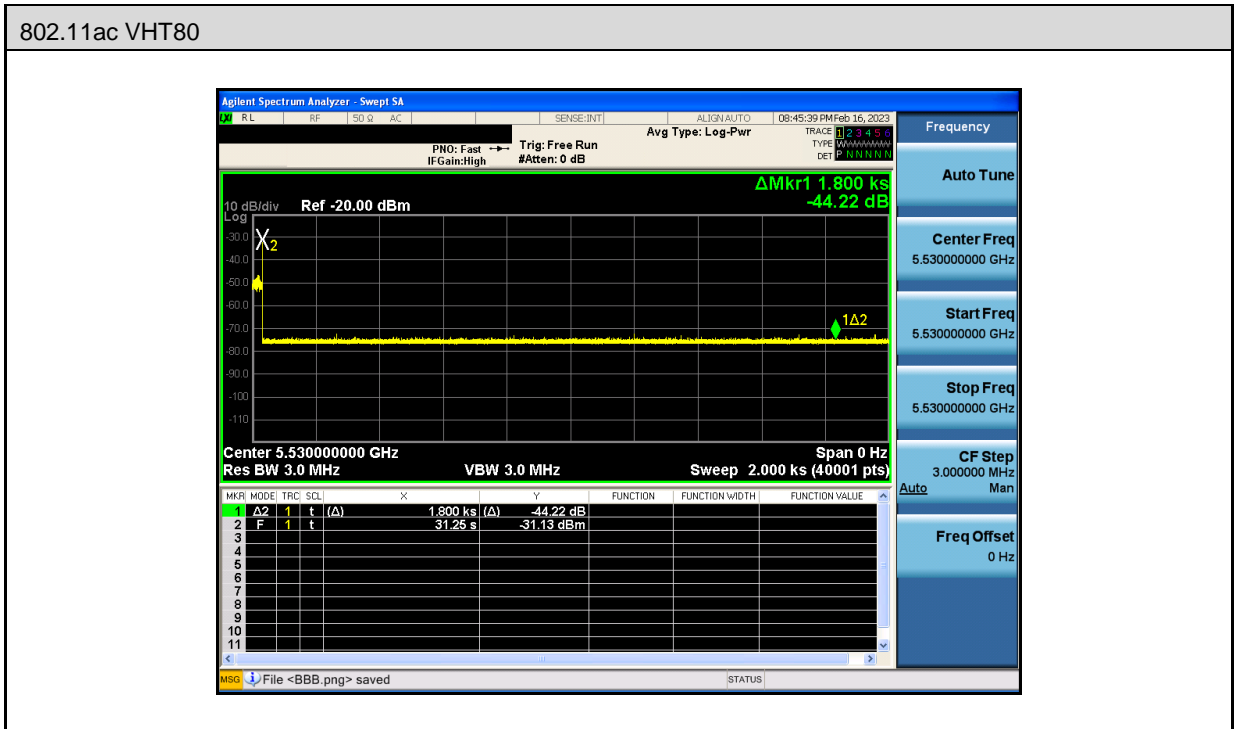 802.11ac VHT80
Agilent Spectrum Analyzer - Swept SA
LXI RL RF 50 Ω AC SENSE:INT ALIGN AUTO 08:45:39 PM Feb 16, 2023
Avg Type: Log-Pwr
TRACE 1 2 3 4 5 6
PNO: Fast Trig: Free Run
TYPE WWWWWW
IFGain:High #Atten: 0 dB
DET P N N N N N
ΔMkr1 1.800 ks
-44.22 dB
10 dB/div Ref -20.00 dBm
Log
-30.0
2
-40.0
-50.0
-60.0
1Δ2
-70.0
-80.0
-90.0
-100
-110
Center 5.530000000 GHz Span 0 Hz
Res BW 3.0 MHz VBW 3.0 MHz Sweep 2.000 ks (40001 pts)
MKR MODE TRC SCL X Y FUNCTION FUNCTION WIDTH FUNCTION VALUE
1 Δ2 1 t (Δ) 1.800 ks (Δ) -44.22 dB
2 F 1 t 31.25 s -31.13 dBm
3
4
5
6
7
8
9
10
11
MSG File <BBB.png> saved STATUS
Frequency
Auto Tune
Center Freq
5.530000000 GHz
Start Freq
5.530000000 GHz
Stop Freq
5.530000000 GHz
CF Step
3.000000 MHz
Auto Man
Freq Offset
0 Hz